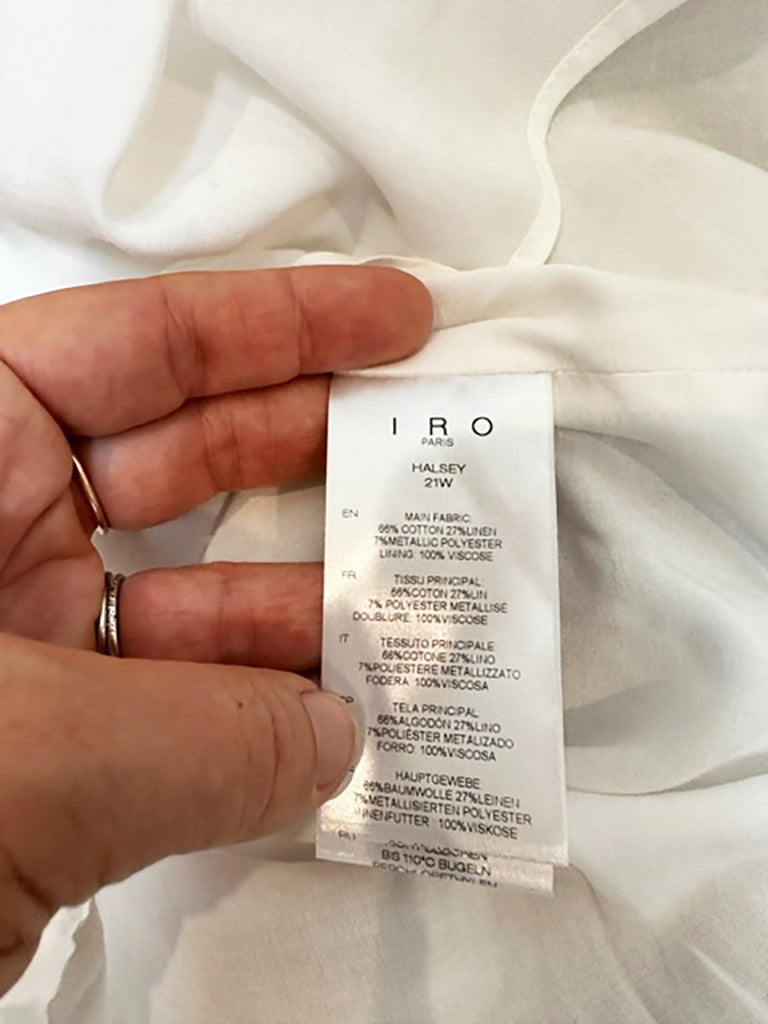 IRO
PARIS
HALSEY
21W
EN
MAIN FABRIC:
66% COTTON 27%LINEN
7%METALLIC POLYESTER
LINING: 100% VISCOSE
FR
TISSU PRINCIPAL:
66%COTON 27%LIN
7% POLYESTER METALLISÉ
DOUBLURE: 100%VISCOSE
IT
TESSUTO PRINCIPALE:
66%COTONE 27%LINO
7%POLIESTERE METALLIZZATO
FODERA: 100%VISCOSA
TELA PRINCIPAL
66%ALGODÓN 27%LINO
7%POLIÉSTER METALIZADO
FORRO: 100%VISCOSA
HAUPTGEWEBE:
66%BAUMWOLLE 27%LEINEN
7%METALLISIERTEN POLYESTER
INNENFUTTER : 100%VISKOSE
RU
BIS 110°C BUGELN